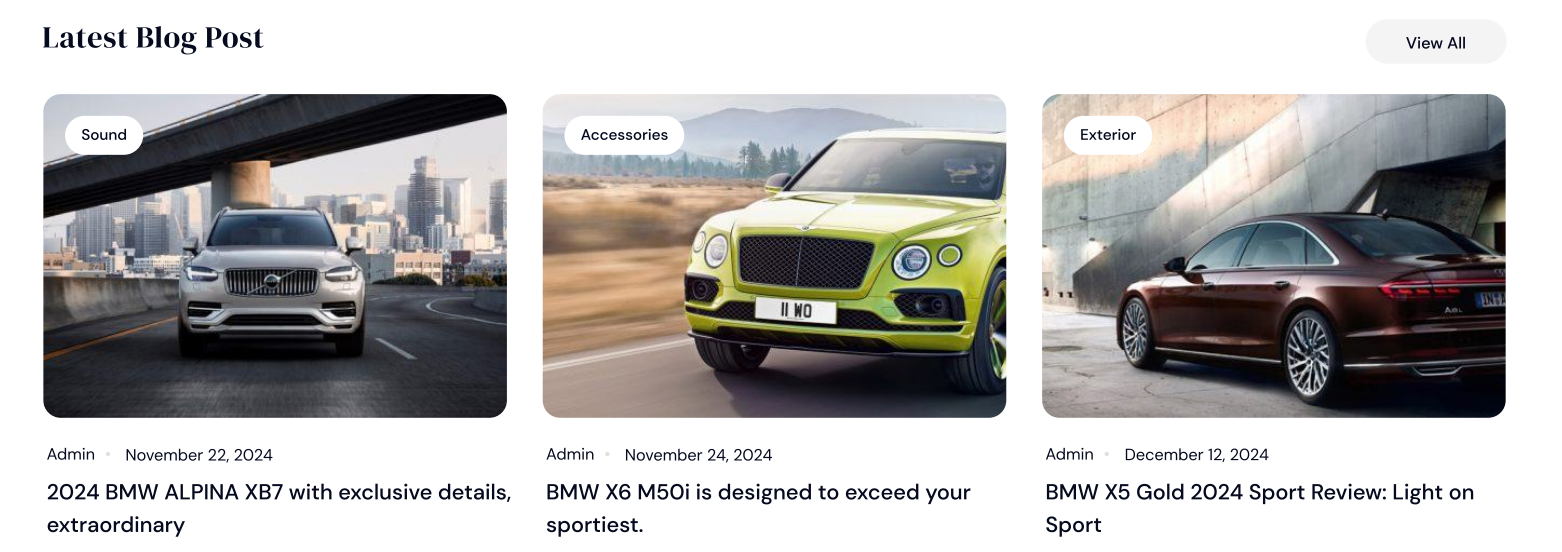 Latest Blog Post
View All
Sound
Accessories
Exterior
II WO
A8L
Admin • November 22, 2024
Admin • November 24, 2024
Admin • December 12, 2024
2024 BMW ALPINA XB7 with exclusive details,
extraordinary
BMW X6 M50i is designed to exceed your
sportiest.
BMW X5 Gold 2024 Sport Review: Light on
Sport